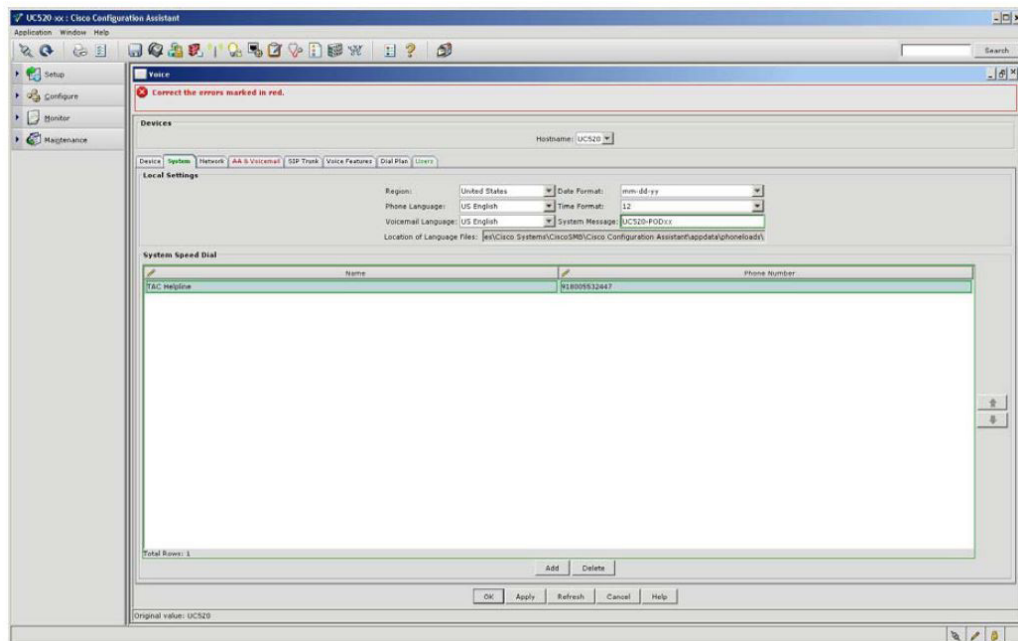 UC520-xx : Cisco Configuration Assistant
Application Window Help
Search
Setup
Configure
Monitor
Maintenance
Voice
Correct the errors marked in red.
Devices
Hostname: UC520
Device System Network AA & Voicemail SIP Trunk Voice Features Dial Plan Users
Local Settings
Region: United States Date Format: mm-dd-yy
Phone Language: US English Time Format: 12
Voicemail Language: US English System Message: UC520-PODxx
Location of Language Files: es\Cisco Systems\CiscoSMB\Cisco Configuration Assistant\appdata\phoneloads\
System Speed Dial
Name Phone Number
TAC Helpline 918005532447
Total Rows: 1
Add Delete
OK Apply Refresh Cancel Help
Original value: UC520